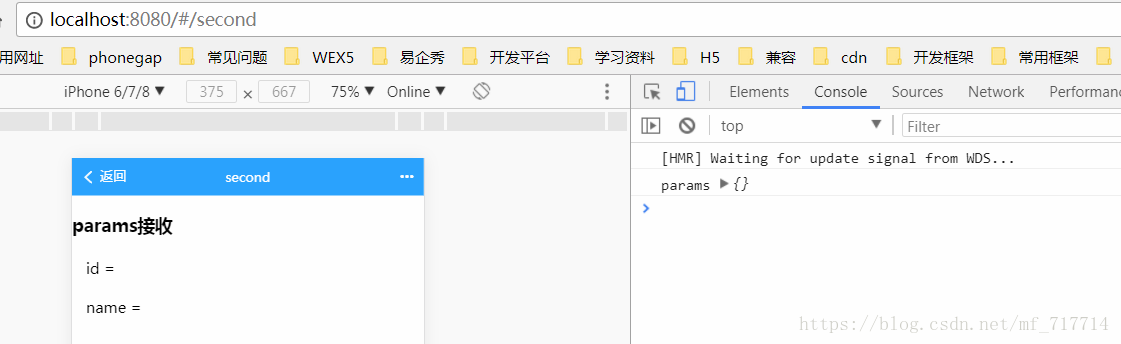 localhost:8080/#/second
用网址 phonegap 常见问题 WEX5 易企秀 开发平台 学习资料 H5 兼容 cdn 开发框架 常用框架
iPhone 6/7/8 ▼ 375 × 667 75% ▼ Online ▼ Elements Console Sources Network Performanc
top ▼ Filter
[HMR] Waiting for update signal from WDS...
返回 second •••
params ▶ {}
params接收
id =
name =
https://blog.csdn.net/mf_717714